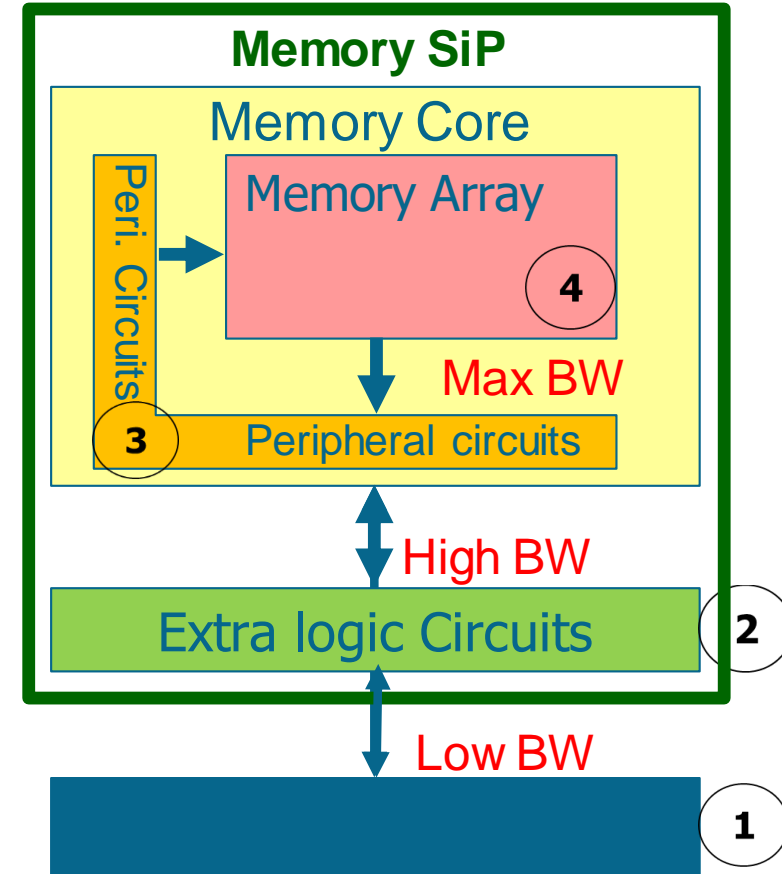 Memory SiP
Memory Core
Peri. Circuits
Memory Array
4
Max BW
3
Peripheral circuits
High BW
Extra logic Circuits
2
Low BW
1